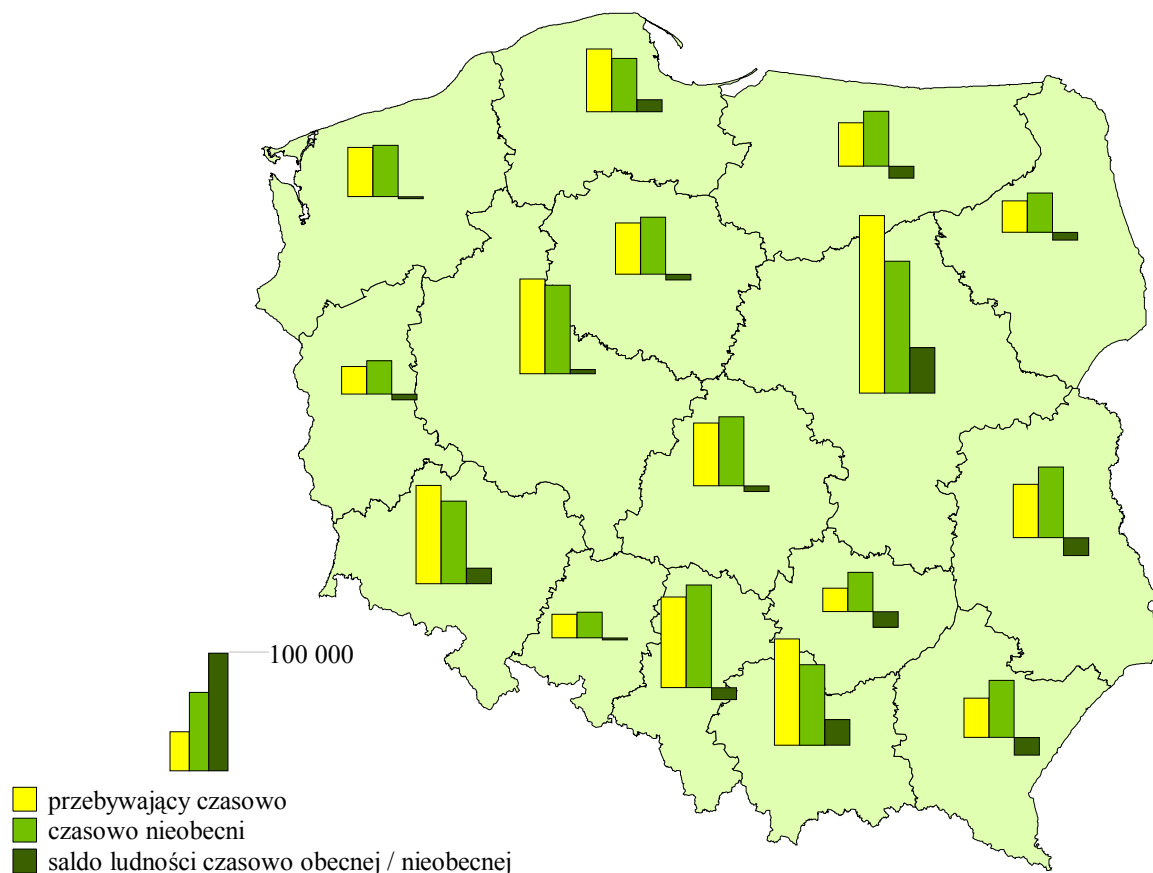 100 000
przebywający czasowo
czasowo nieobecni
saldo ludności czasowo obecnej / nieobecnej